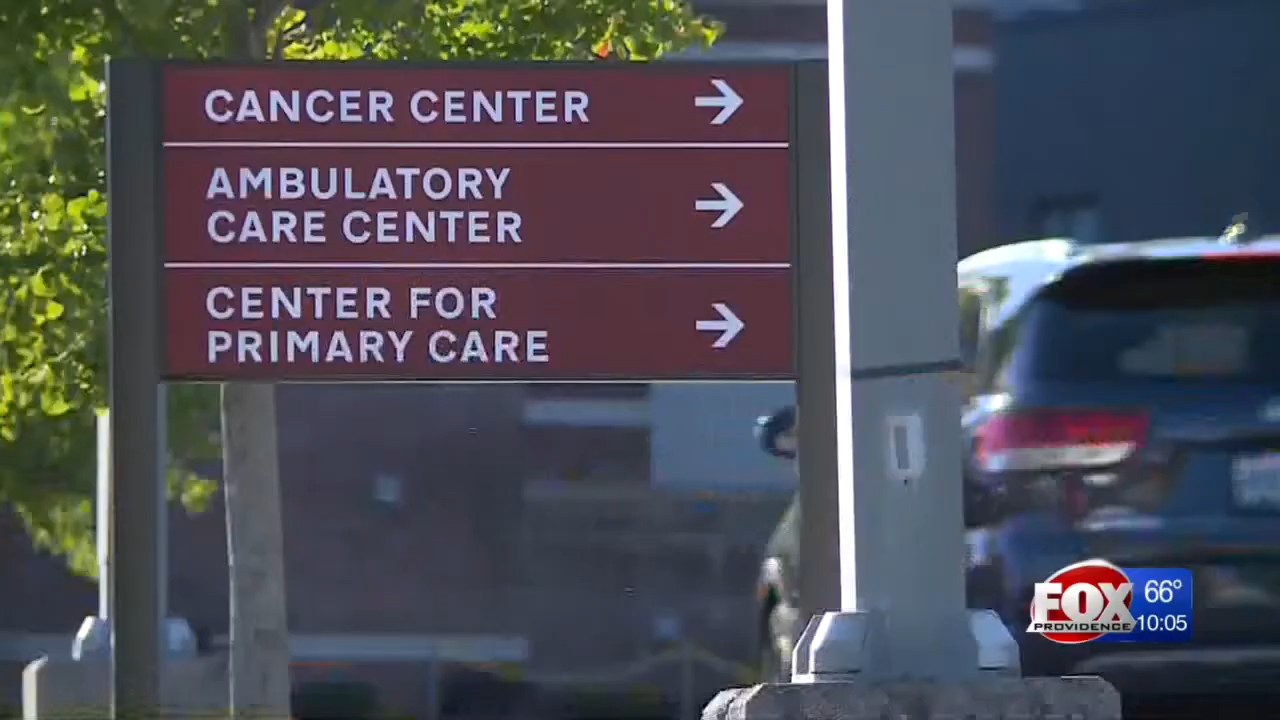 CANCER CENTER →
AMBULATORY
CARE CENTER →
CENTER FOR
PRIMARY CARE →
FOX
PROVIDENCE
66°
10:05